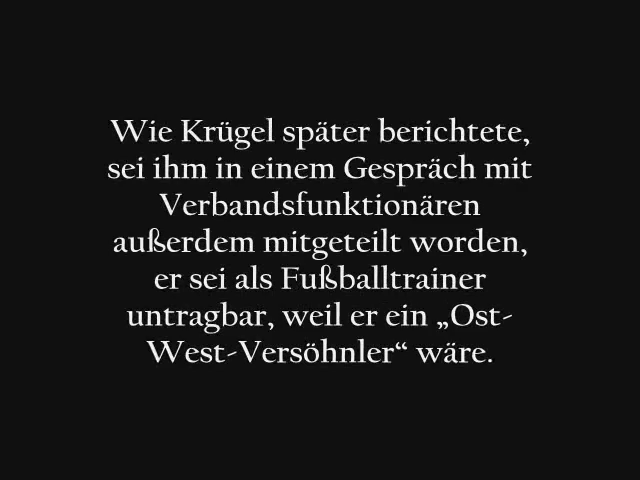 Wie Krügel später berichtete,
sei ihm in einem Gespräch mit
Verbandsfunktionären
außerdem mitgeteilt worden,
er sei als Fußballtrainer
untragbar, weil er ein „Ost-
West-Versöhnler“ wäre.